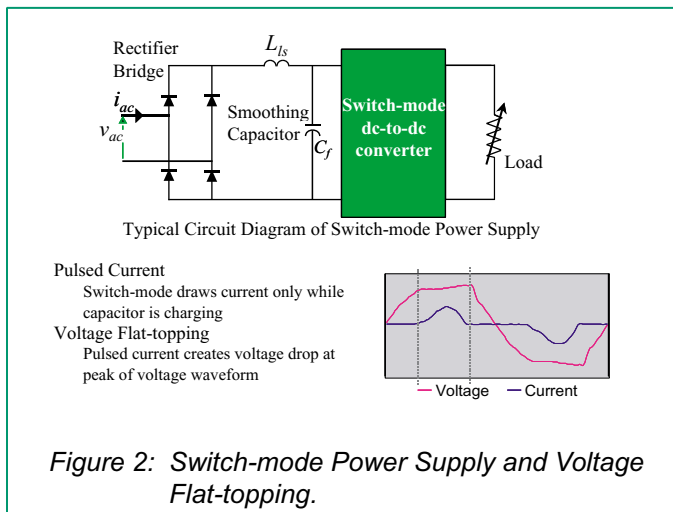 Rectifier
Bridge
L_ls
i_ac
v_ac
Smoothing
Capacitor
C_f
Switch-mode
dc-to-dc
converter
Load
Typical Circuit Diagram of Switch-mode Power Supply
Pulsed Current
Switch-mode draws current only while
capacitor is charging
Voltage Flat-topping
Pulsed current creates voltage drop at
peak of voltage waveform
Voltage Current
Figure 2: Switch-mode Power Supply and Voltage
Flat-topping.